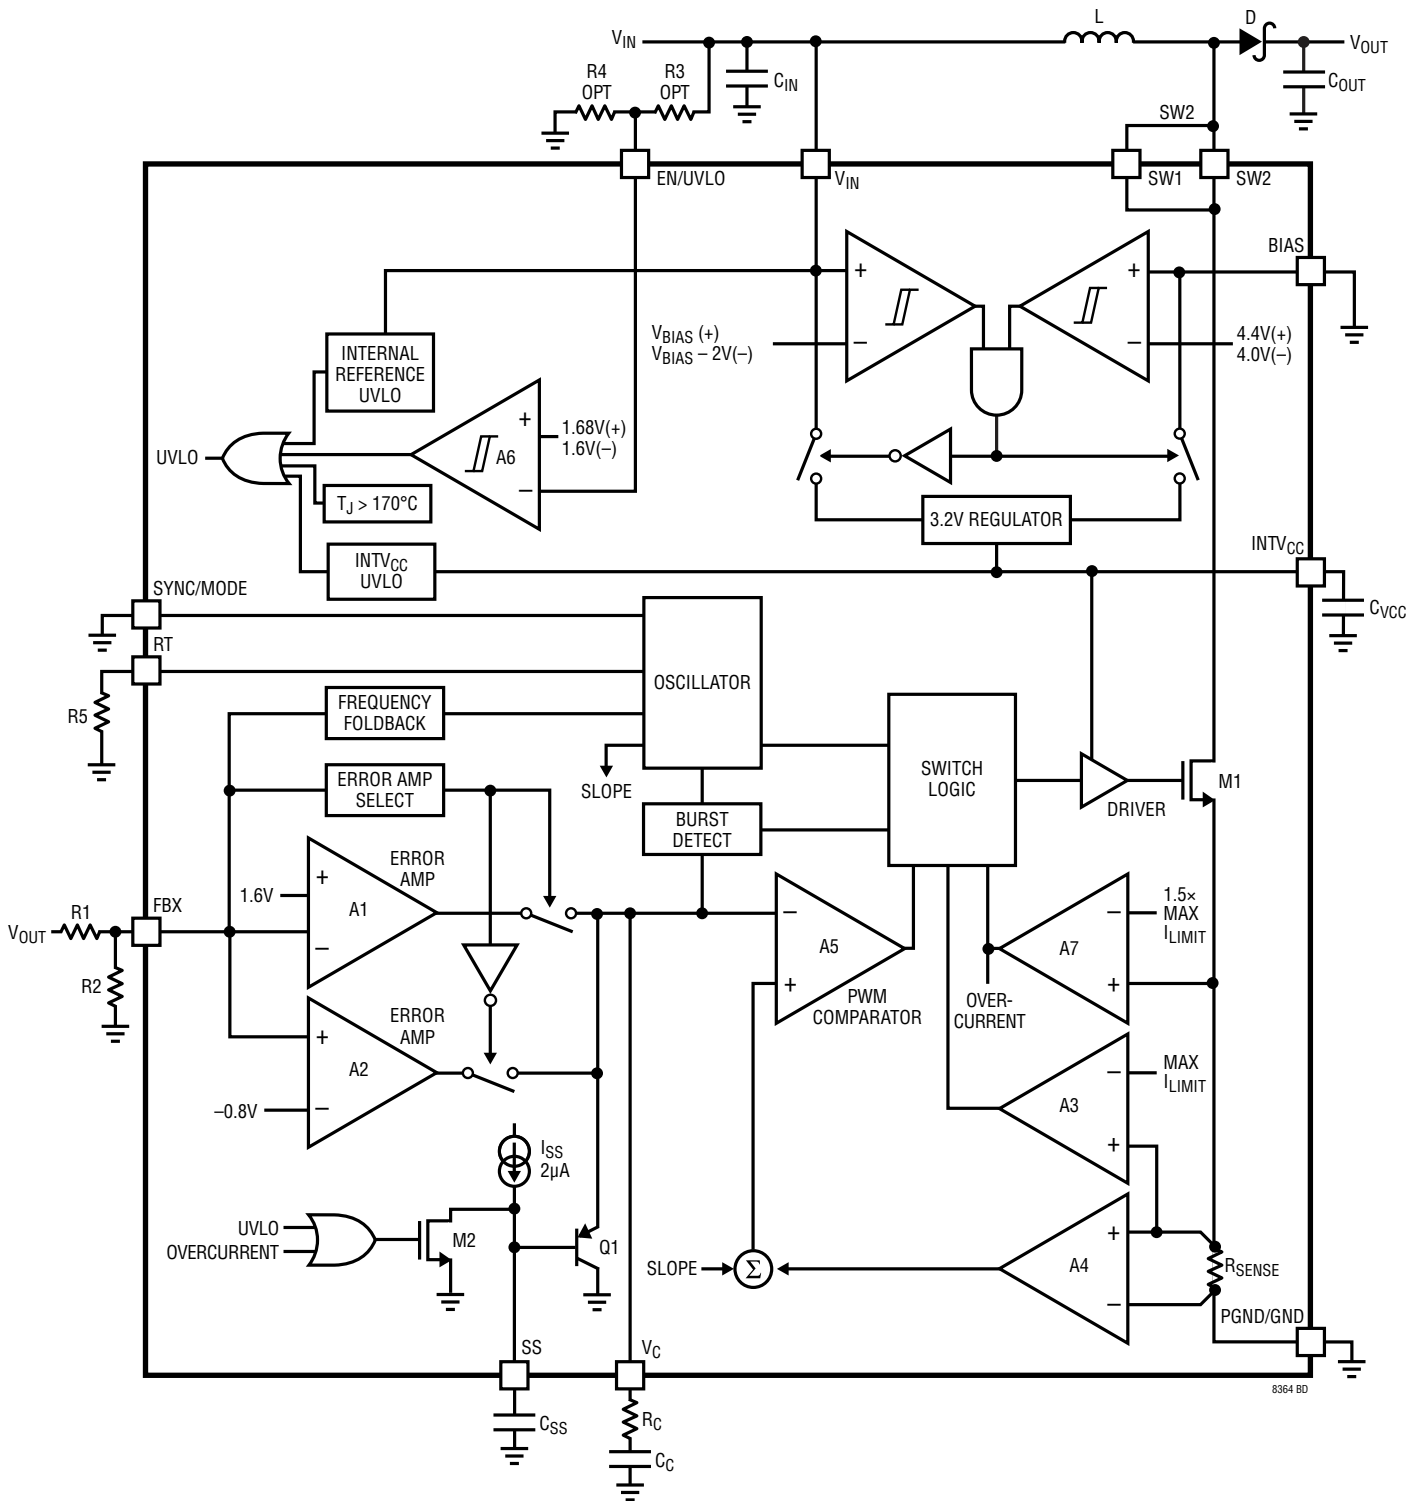 L
D
VIN
VOUT
R4
OPT
R3
OPT
CIN
COUT
SW2
EN/UVLO
VIN
SW1
SW2
BIAS
+
+
VBIAS (+)
VBIAS – 2V(–)
–
–
4.4V(+)
4.0V(–)
INTERNAL
REFERENCE
UVLO
+
1.68V(+)
1.6V(–)
A6
–
UVLO
TJ > 170°C
3.2V REGULATOR
INTVCC
INTVCC
UVLO
SYNC/MODE
CVCC
RT
OSCILLATOR
FREQUENCY
FOLDBACK
R5
SLOPE
SWITCH
LOGIC
M1
ERROR AMP
SELECT
DRIVER
BURST
DETECT
ERROR
AMP
+
1.6V
A1
–
FBX
R1
VOUT
R2
–
A5
+
PWM
COMPARATOR
–
1.5×
MAX
ILIMIT
A7
+
OVER-
CURRENT
ERROR
AMP
+
A2
–
–0.8V
–
MAX
ILIMIT
A3
+
ISS
2µA
UVLO
OVERCURRENT
M2
Q1
SLOPE
Σ
+
A4
–
RSENSE
PGND/GND
SS
VC
8364 BD
CSS
RC
CC